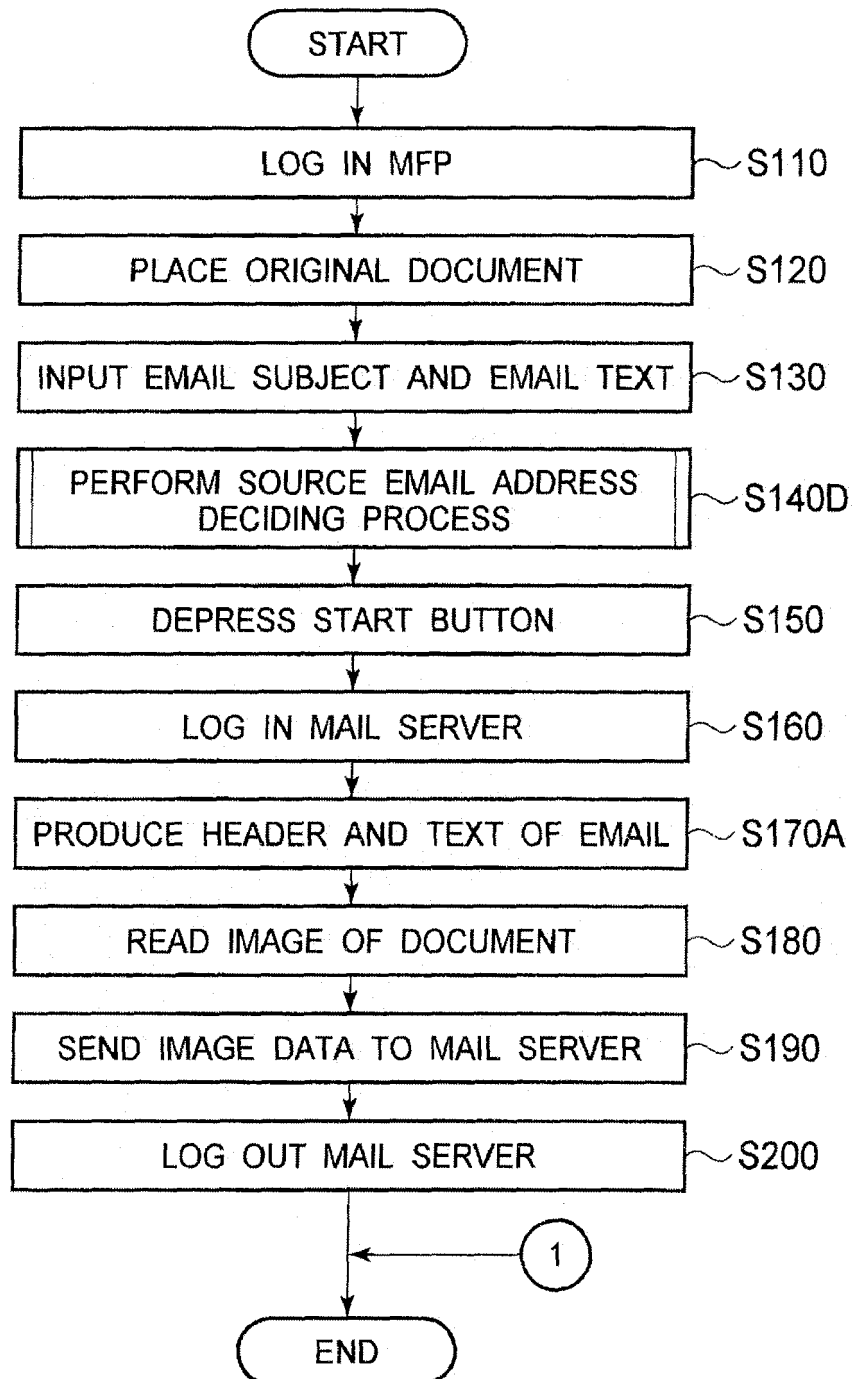 START
LOG IN MFP
S110
PLACE ORIGINAL DOCUMENT
S120
INPUT EMAIL SUBJECT AND EMAIL TEXT
S130
PERFORM SOURCE EMAIL ADDRESS
DECIDING PROCESS
S140D
DEPRESS START BUTTON
S150
LOG IN MAIL SERVER
S160
PRODUCE HEADER AND TEXT OF EMAIL
S170A
READ IMAGE OF DOCUMENT
S180
SEND IMAGE DATA TO MAIL SERVER
S190
LOG OUT MAIL SERVER
S200
1
END